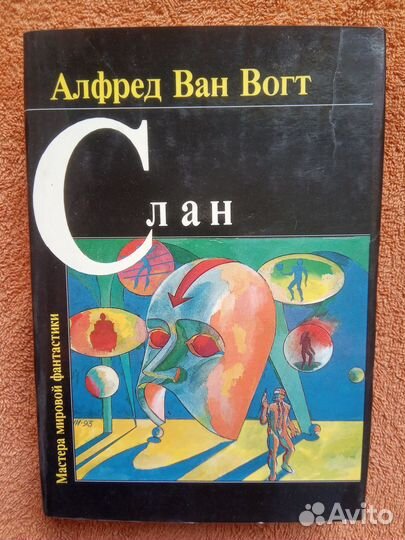 Алфред Ван Вогт
Слан
Мастера мировой фантастики
Avito